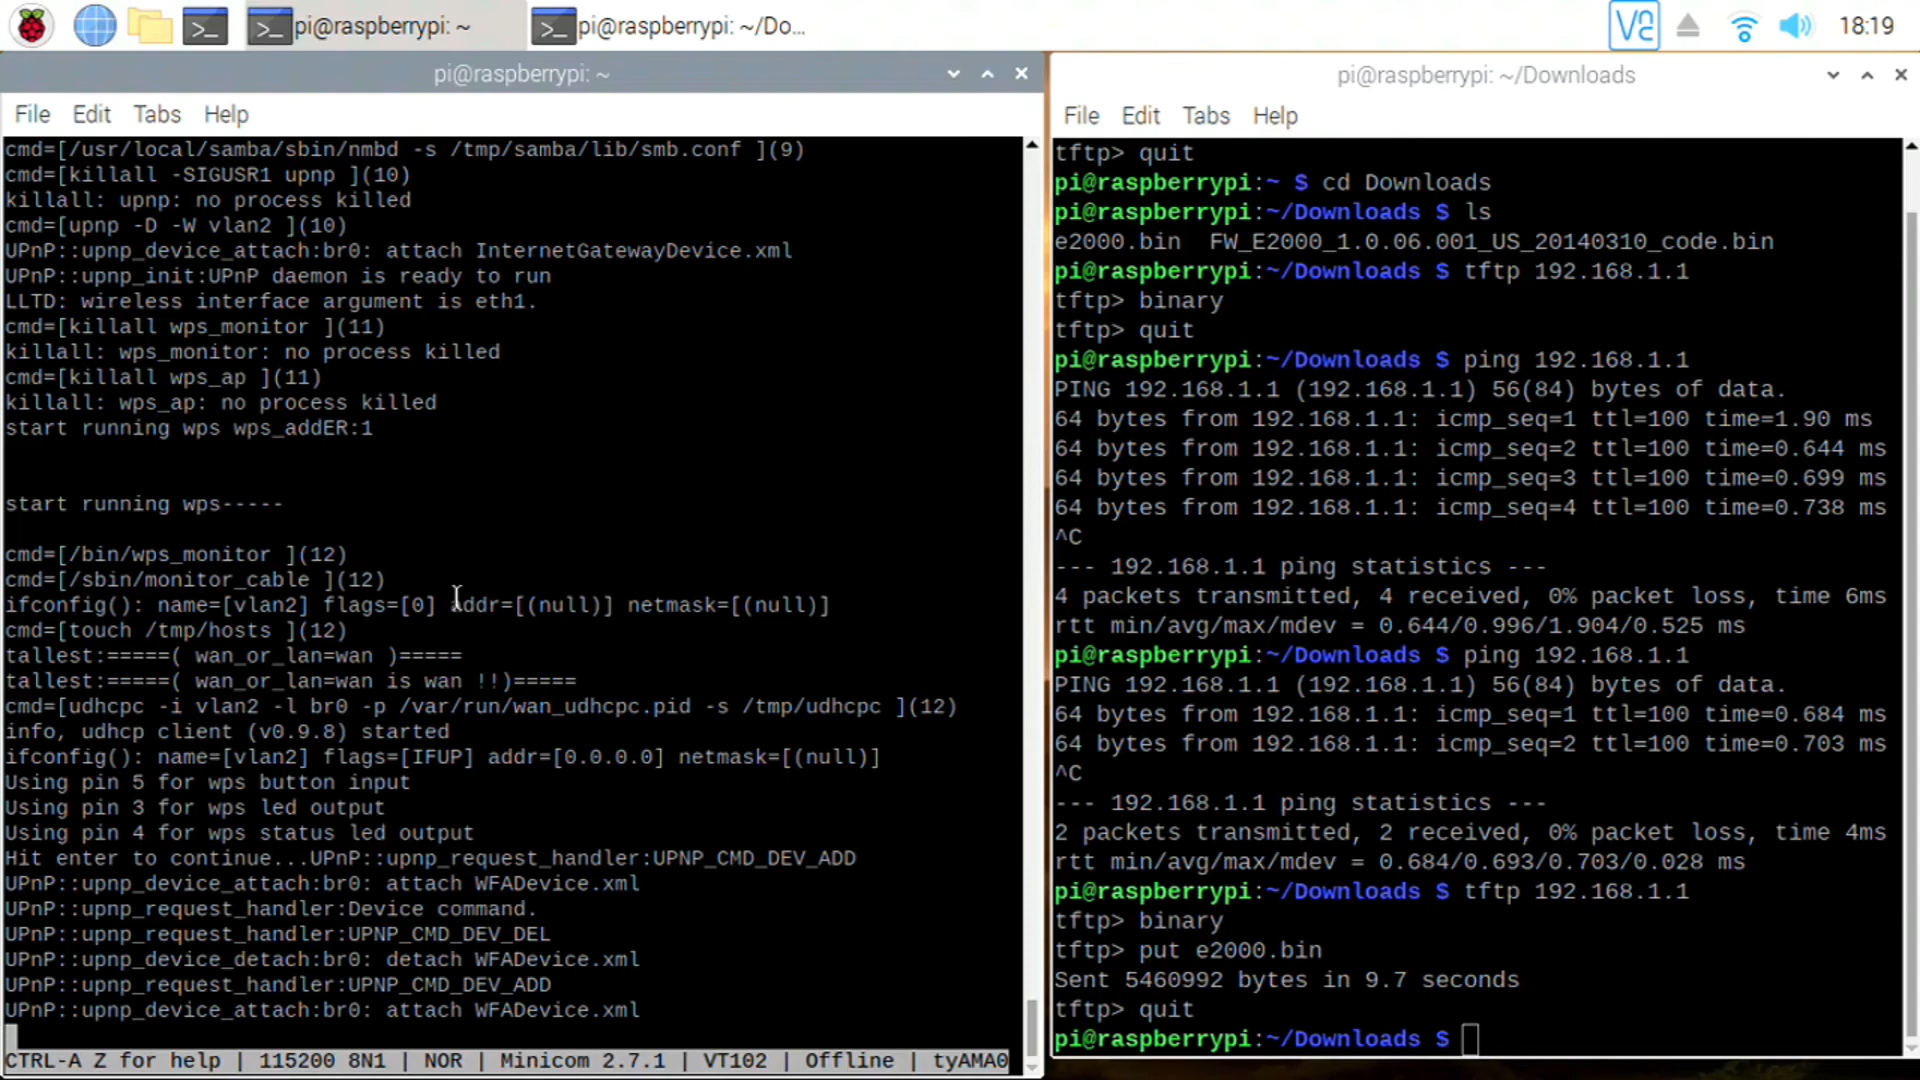 pi@raspberrypi: ~
pi@raspberrypi: ~/Do...
18:19
pi@raspberrypi: ~
File Edit Tabs Help
cmd=[/usr/local/samba/sbin/nmbd -s /tmp/samba/lib/smb.conf ](9)
cmd=[killall -SIGUSR1 upnp ](10)
killall: upnp: no process killed
cmd=[upnp -D -W vlan2 ](10)
UPnP::upnp_device_attach:br0: attach InternetGatewayDevice.xml
UPnP::upnp_init:UPnP daemon is ready to run
LLTD: wireless interface argument is eth1.
cmd=[killall wps_monitor ](11)
killall: wps_monitor: no process killed
cmd=[killall wps_ap ](11)
killall: wps_ap: no process killed
start running wps wps_addER:1
start running wps-----
cmd=[/bin/wps_monitor ](12)
cmd=[/sbin/monitor_cable ](12)
ifconfig(): name=[vlan2] flags=[0] addr=[(null)] netmask=[(null)]
cmd=[touch /tmp/hosts ](12)
tallest:=====( wan_or_lan=wan )=====
tallest:=====( wan_or_lan=wan is wan !!)=====
cmd=[udhcpc -i vlan2 -l br0 -p /var/run/wan_udhcpc.pid -s /tmp/udhcpc ](12)
info, udhcp client (v0.9.8) started
ifconfig(): name=[vlan2] flags=[IFUP] addr=[0.0.0.0] netmask=[(null)]
Using pin 5 for wps button input
Using pin 3 for wps led output
Using pin 4 for wps status led output
Hit enter to continue...UPnP::upnp_request_handler:UPNP_CMD_DEV_ADD
UPnP::upnp_device_attach:br0: attach WFADevice.xml
UPnP::upnp_request_handler:Device command.
UPnP::upnp_request_handler:UPNP_CMD_DEV_DEL
UPnP::upnp_device_detach:br0: detach WFADevice.xml
UPnP::upnp_request_handler:UPNP_CMD_DEV_ADD
UPnP::upnp_device_attach:br0: attach WFADevice.xml
CTRL-A Z for help | 115200 8N1 | NOR | Minicom 2.7.1 | VT102 | Offline | tyAMA0
pi@raspberrypi: ~/Downloads
File Edit Tabs Help
tftp> quit
pi@raspberrypi:~ $ cd Downloads
pi@raspberrypi:~/Downloads $ ls
e2000.bin  FW_E2000_1.0.06.001_US_20140310_code.bin
pi@raspberrypi:~/Downloads $ tftp 192.168.1.1
tftp> binary
tftp> quit
pi@raspberrypi:~/Downloads $ ping 192.168.1.1
PING 192.168.1.1 (192.168.1.1) 56(84) bytes of data.
64 bytes from 192.168.1.1: icmp_seq=1 ttl=100 time=1.90 ms
64 bytes from 192.168.1.1: icmp_seq=2 ttl=100 time=0.644 ms
64 bytes from 192.168.1.1: icmp_seq=3 ttl=100 time=0.699 ms
64 bytes from 192.168.1.1: icmp_seq=4 ttl=100 time=0.738 ms
^C
--- 192.168.1.1 ping statistics ---
4 packets transmitted, 4 received, 0% packet loss, time 6ms
rtt min/avg/max/mdev = 0.644/0.996/1.904/0.525 ms
pi@raspberrypi:~/Downloads $ ping 192.168.1.1
PING 192.168.1.1 (192.168.1.1) 56(84) bytes of data.
64 bytes from 192.168.1.1: icmp_seq=1 ttl=100 time=0.684 ms
64 bytes from 192.168.1.1: icmp_seq=2 ttl=100 time=0.703 ms
^C
--- 192.168.1.1 ping statistics ---
2 packets transmitted, 2 received, 0% packet loss, time 4ms
rtt min/avg/max/mdev = 0.684/0.693/0.703/0.028 ms
pi@raspberrypi:~/Downloads $ tftp 192.168.1.1
tftp> binary
tftp> put e2000.bin
Sent 5460992 bytes in 9.7 seconds
tftp> quit
pi@raspberrypi:~/Downloads $